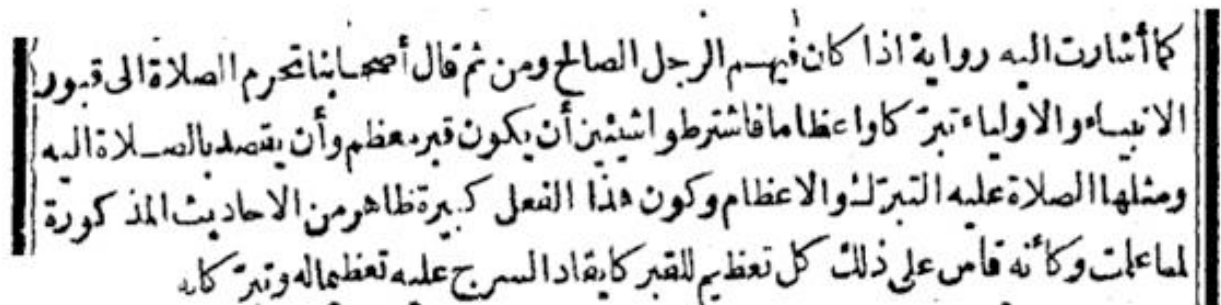 كما أشارت اليه رواية اذا كان فيهم الرجل الصالح ومن ثم قال أصحابنا تحرم الصلاة الى قبور
الانبياء والاولياء تبركا واعظاما فاشترطوا شيئين أن يكون قبر معظم وأن يقصد بالصلاة اليه
ومثلها الصلاة عليه التبرك والاعظام وكون هذا الفعل كبيرة ظاهر من الاحاديث المذكورة
لما علمت وكأنه قاس على ذلك كل تعظيم للقبر كايقاد السرج عليه تعظيما له وتبركا به